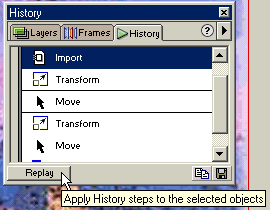 History
Layers Frames History
Import
Transform
Move
Transform
Move
Replay
Apply History steps to the selected objects